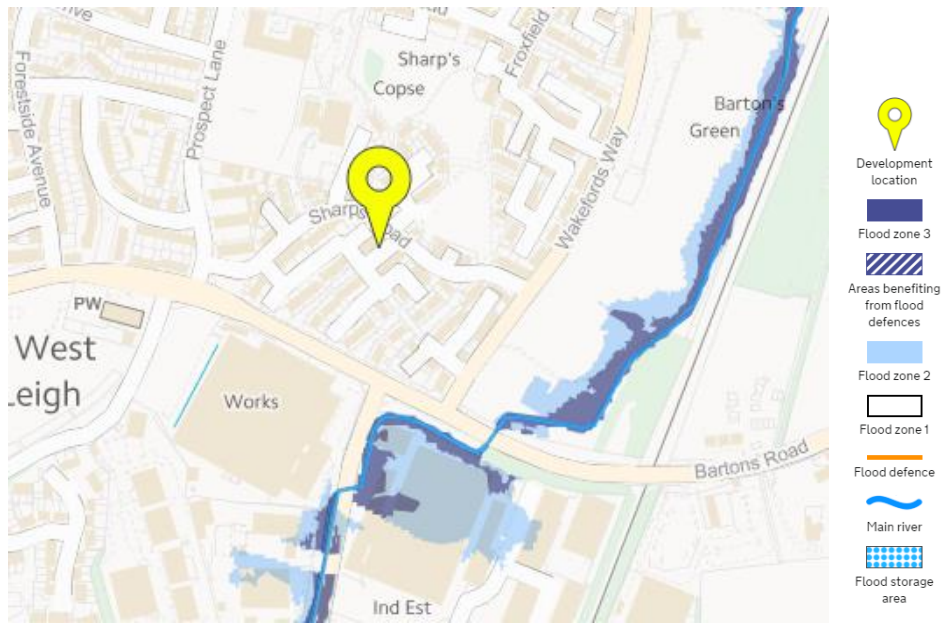 Sharp's
Copse
Froxfield
Prospect Lane
Forestside Avenue
Barton's
Green
Wakefords Way
Sharps Road
PW
West
Leigh
Works
Bartons Road
Ind Est
Development
location
Flood zone 3
Areas benefiting
from flood
defences
Flood zone 2
Flood zone 1
Flood defence
Main river
Flood storage
area